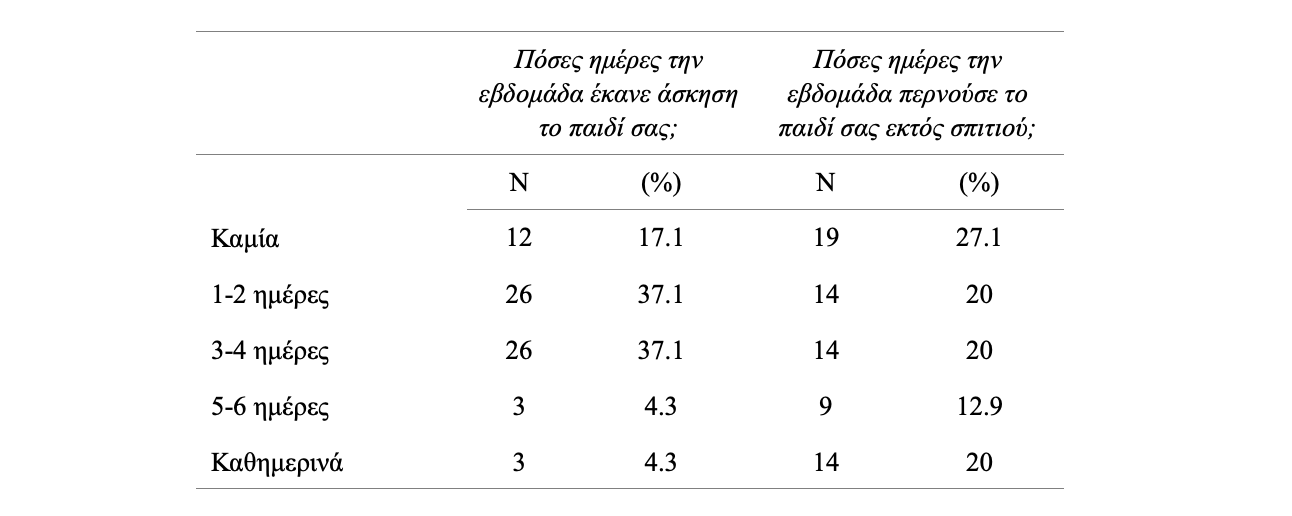 Πόσες ημέρες την εβδομάδα έκανε άσκηση το παιδί σας; Πόσες ημέρες την εβδομάδα περνούσε το παιδί σας εκτός σπιτιού;
N (%) N (%)
Καμία 12 17.1 19 27.1
1-2 ημέρες 26 37.1 14 20
3-4 ημέρες 26 37.1 14 20
5-6 ημέρες 3 4.3 9 12.9
Καθημερινά 3 4.3 14 20